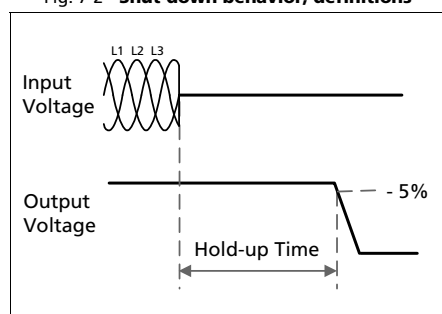 Fig. 7-2 Shut down behavior, definitions
L1 L2 L3
Input
Voltage
- 5%
Output
Voltage
Hold-up Time